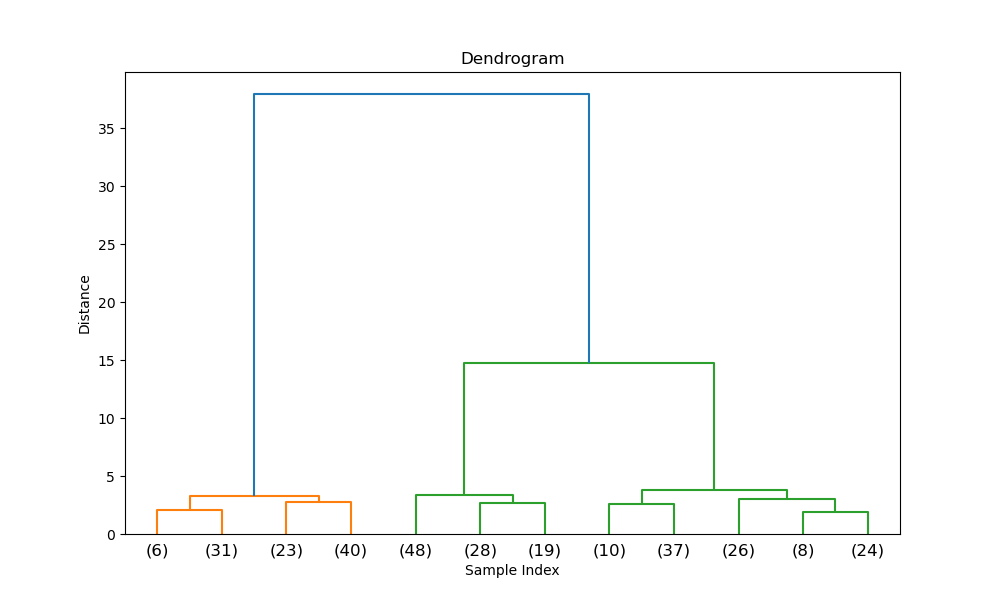 Dendrogram
Distance
35
30
25
20
15
10
5
0
(6) (31) (23) (40) (48) (28) (19) (10) (37) (26) (8) (24)
Sample Index